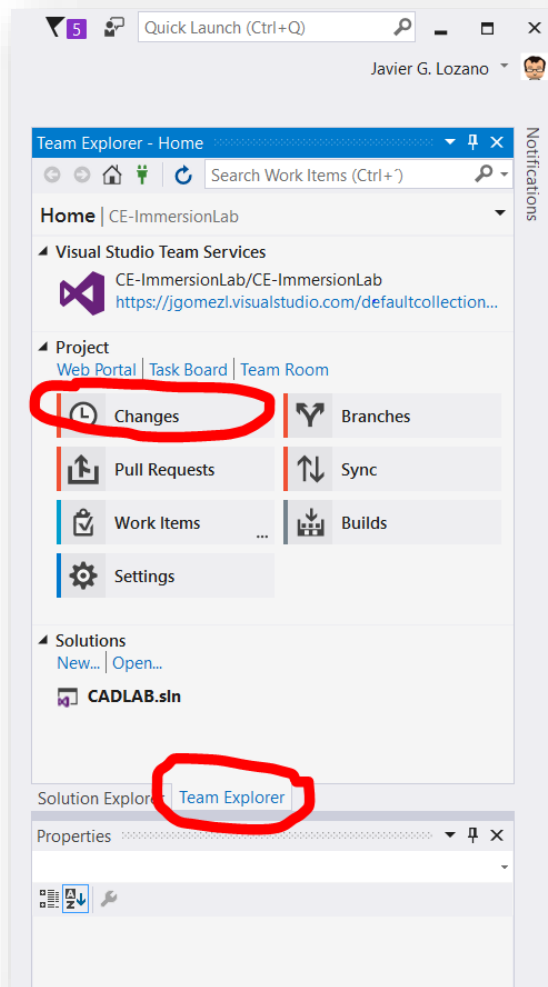 5 Quick Launch (Ctrl+Q)
Javier G. Lozano
Notifications
Team Explorer - Home
Search Work Items (Ctrl+´)
Home | CE-ImmersionLab
Visual Studio Team Services
CE-ImmersionLab/CE-ImmersionLab
https://jgomezl.visualstudio.com/defaultcollection...
Project
Web Portal | Task Board | Team Room
Changes Branches
Pull Requests Sync
Work Items ... Builds
Settings
Solutions
New... | Open...
CADLAB.sln
Solution Explorer Team Explorer
Properties